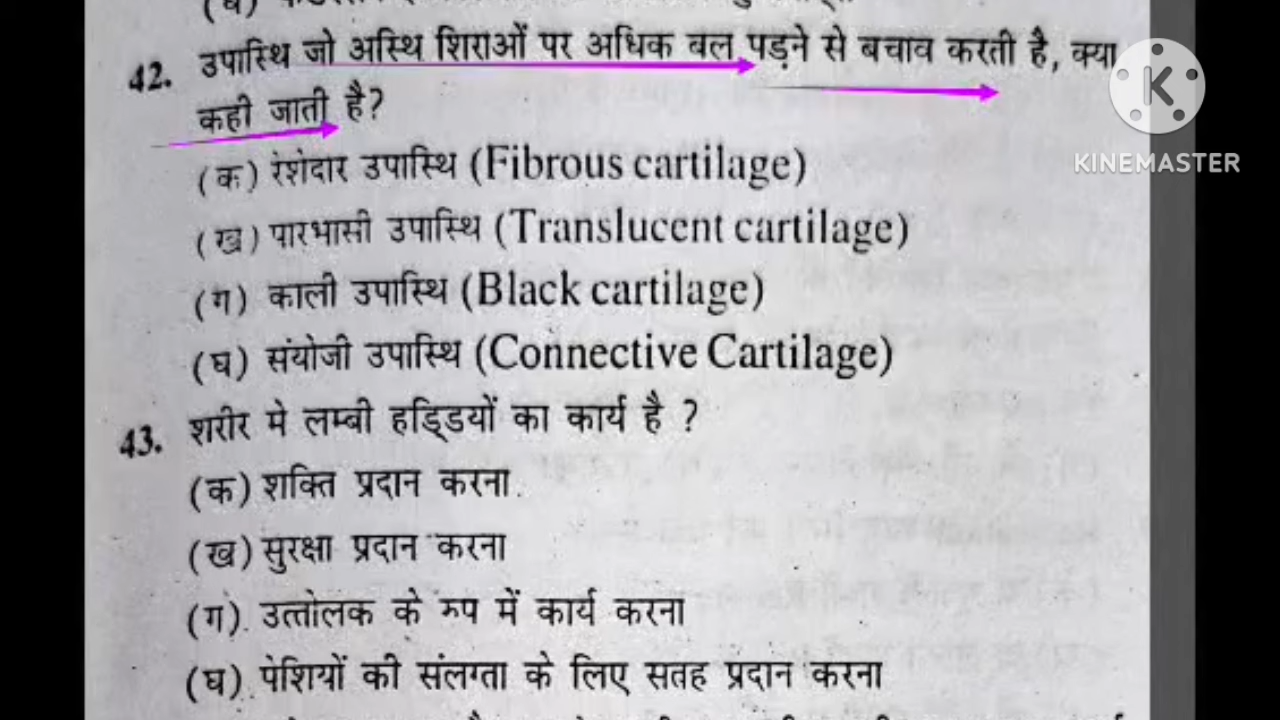 42. उपास्थि जो अस्थि शिराओं पर अधिक बल पड़ने से बचाव करती है, क्या
कही जाती है?
(क) रेशेदार उपास्थि (Fibrous cartilage)
(ख) पारभासी उपास्थि (Translucent cartilage)
(ग) काली उपास्थि (Black cartilage)
(घ) संयोजी उपास्थि (Connective Cartilage)
43. शरीर मे लम्बी हड्डियों का कार्य है ?
(क) शक्ति प्रदान करना
(ख) सुरक्षा प्रदान करना
(ग) उत्तोलक के रूप में कार्य करना
(घ) पेशियों की संलग्ता के लिए सतह प्रदान करना
KINEMASTER